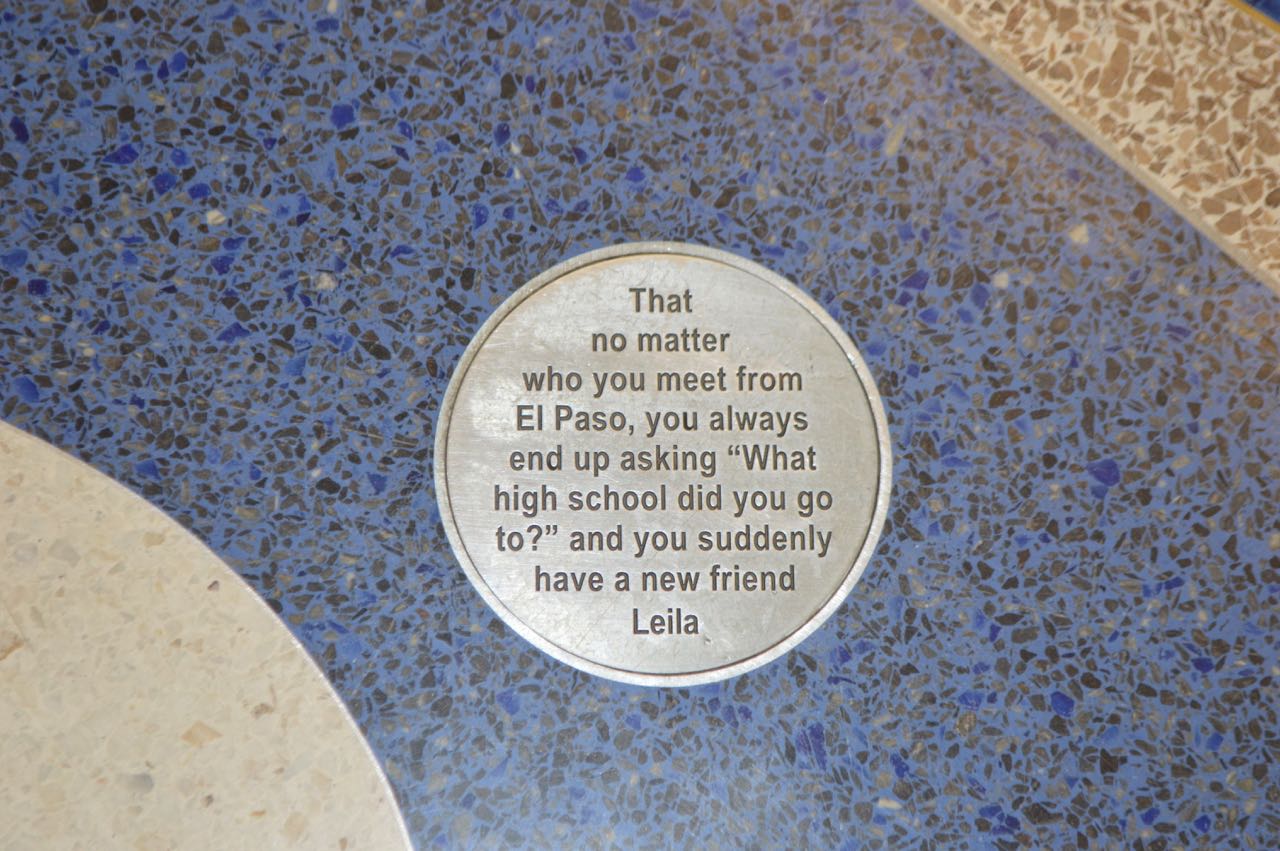 That
no matter
who you meet from
El Paso, you always
end up asking “What
high school did you go
to?” and you suddenly
have a new friend
Leila